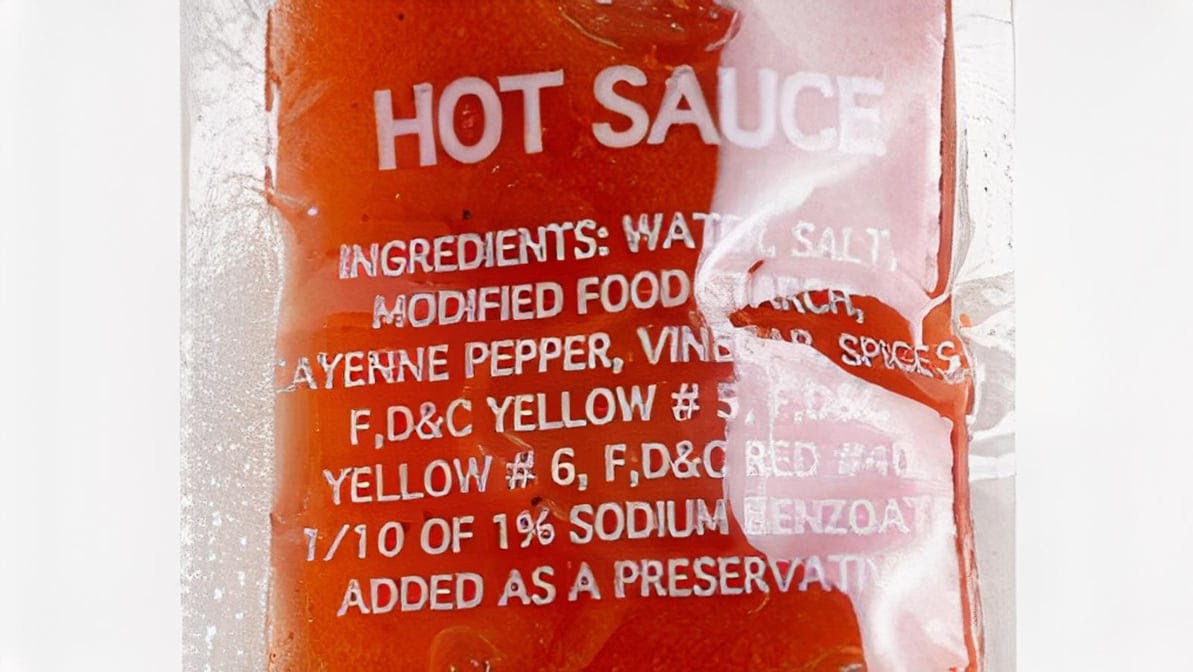 HOT SAUCE
INGREDIENTS: WATER, SALT,
MODIFIED FOOD STARCH,
CAYENNE PEPPER, VINEGAR, SPICES,
F,D&C YELLOW # 5, F,D&C
YELLOW # 6, F,D&C RED #40
1/10 OF 1% SODIUM BENZOATE
ADDED AS A PRESERVATIVE